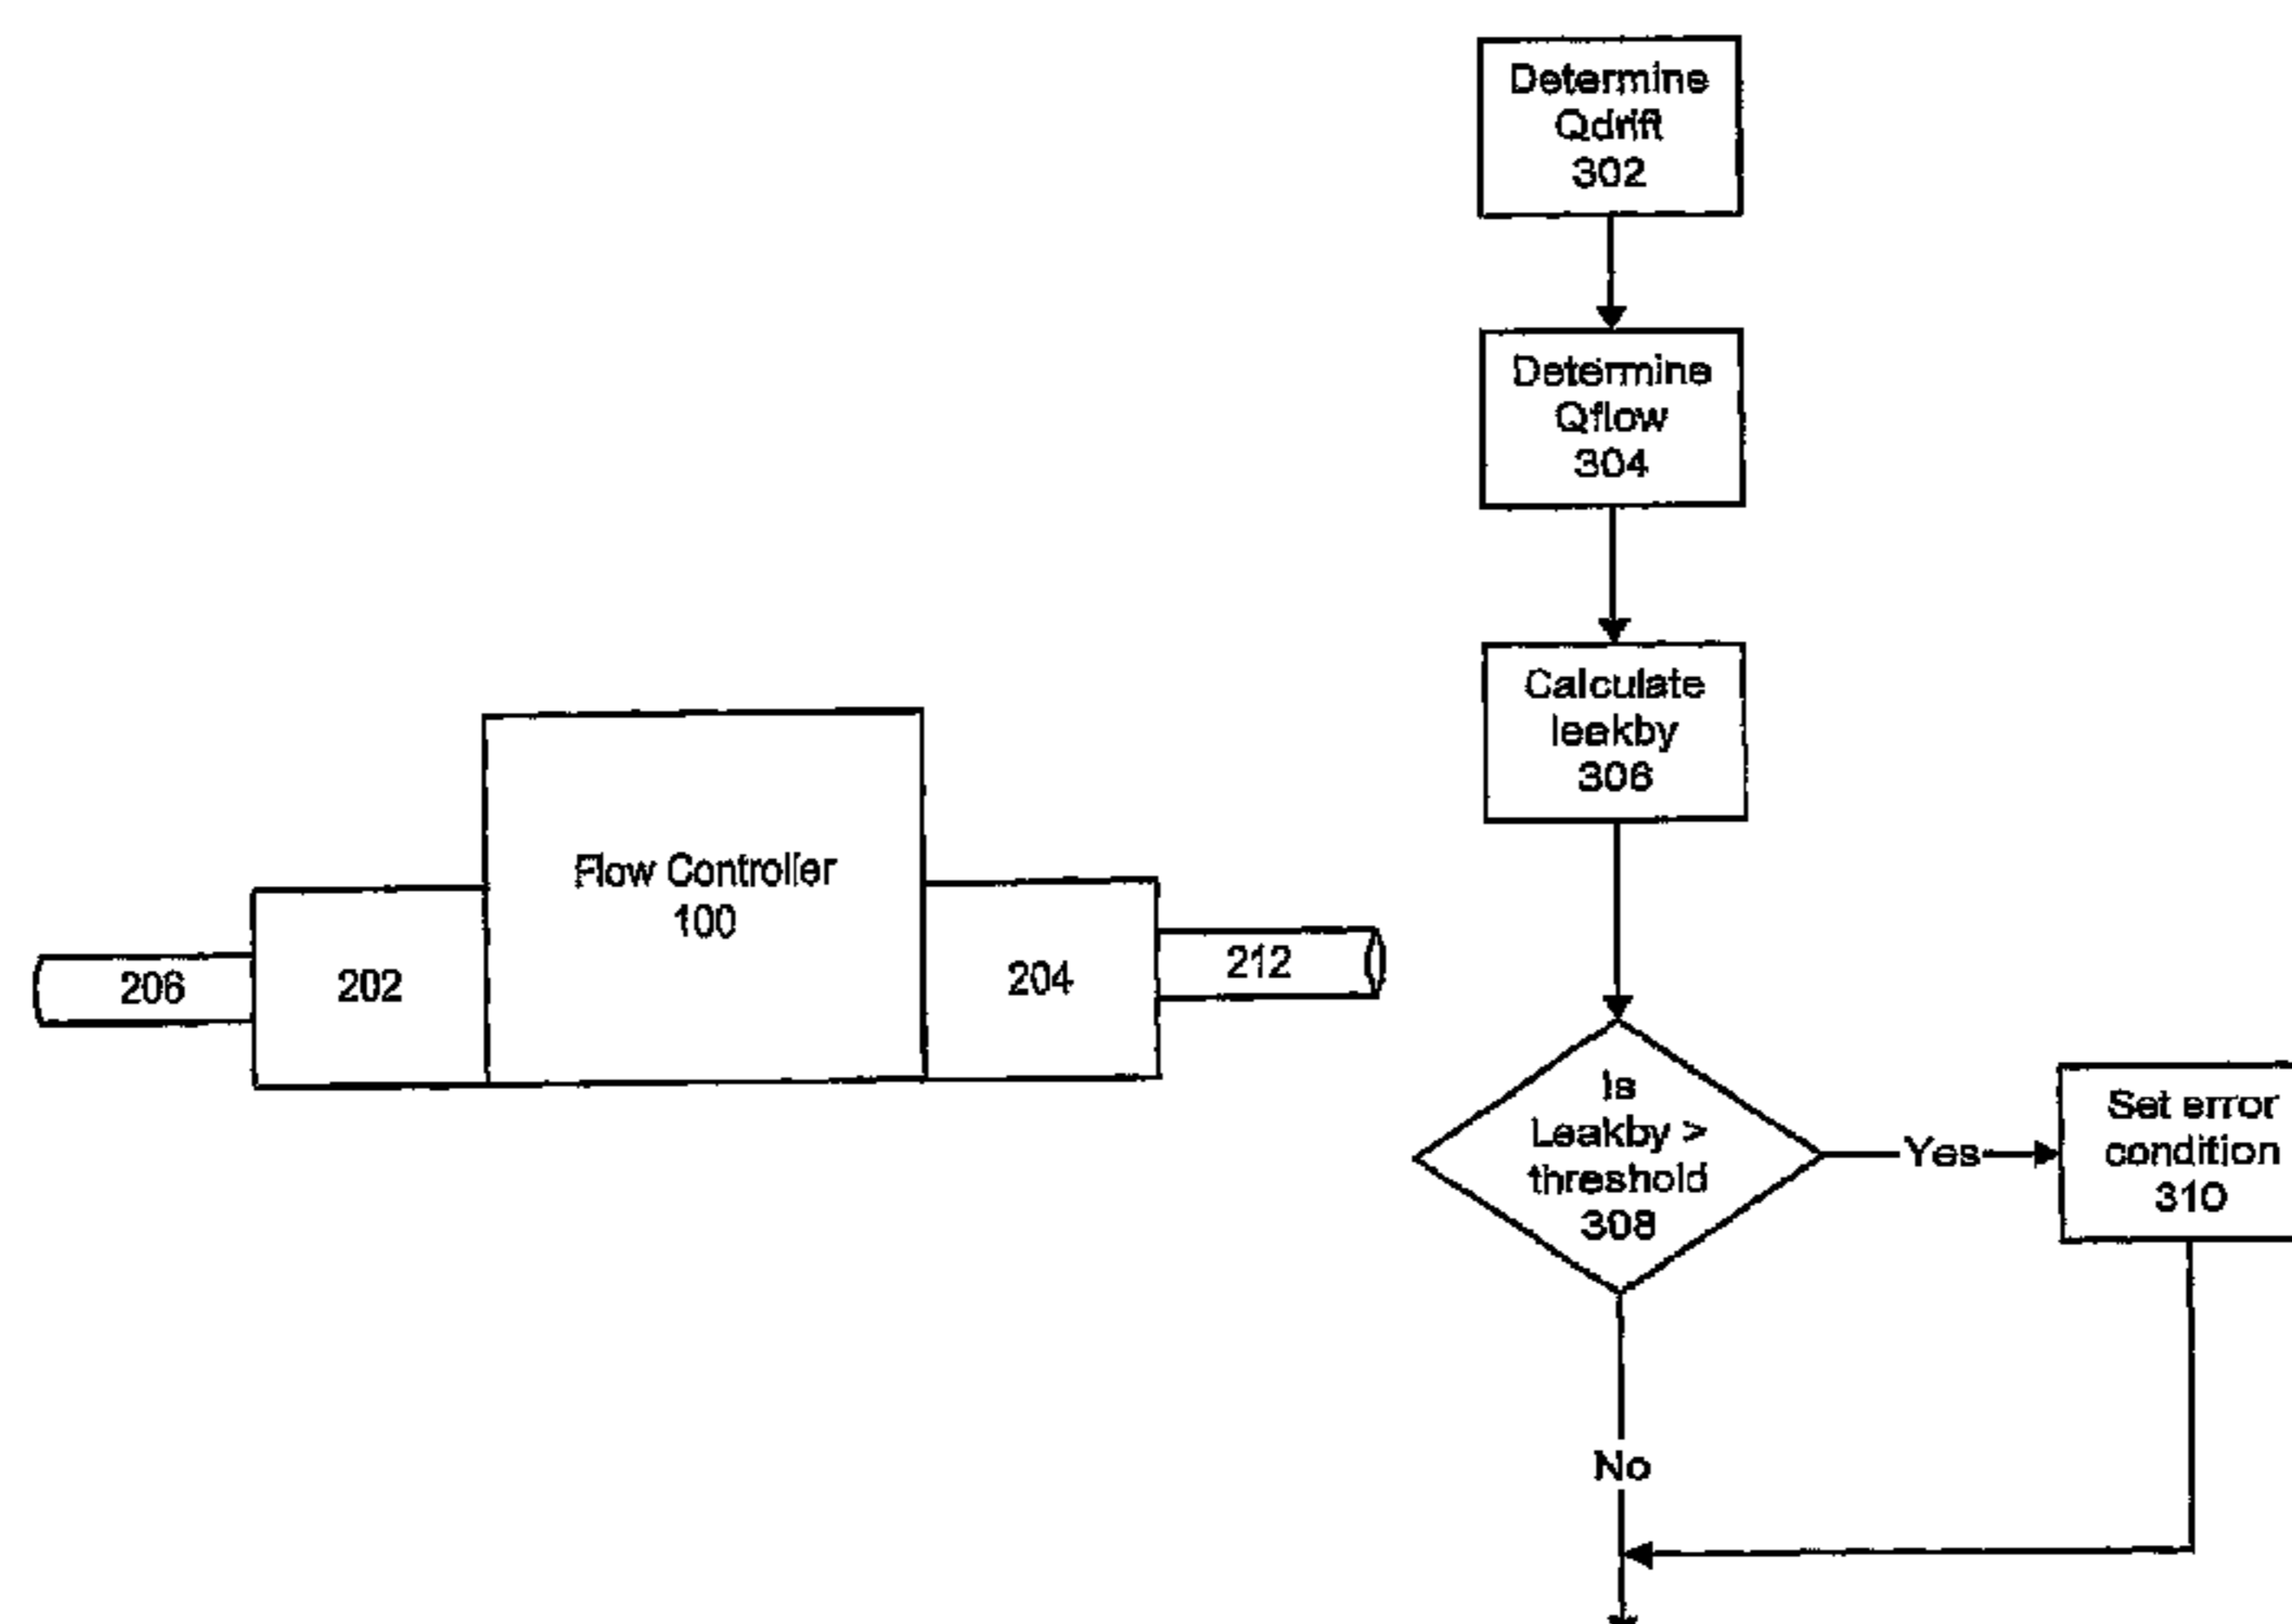 Determine
Qdrift
302
Determine
Qflow
304
Calculate
leekby
306
Flow Controller
100
206
202
204
212
Is
Leakby >
threshold
308
Yes
Set error
condition
310
No